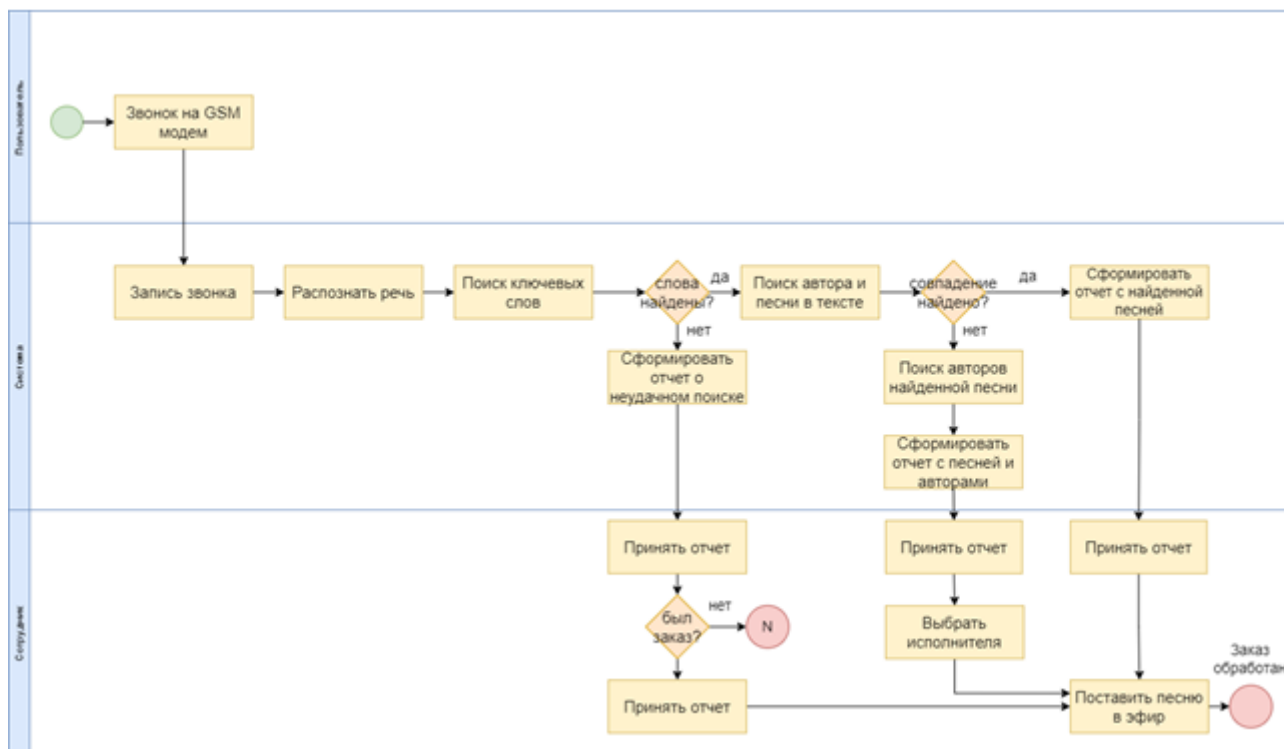 Пользователь
Звонок на GSM
модем
Система
Запись звонка
Распознать речь
Поиск ключевых
слов
слова
найдены?
да
нет
Поиск автора и
песни в тексте
совпадение
найдено?
да
нет
Сформировать
отчет с найденной
песней
Сформировать
отчет о
неудачном поиске
Поиск авторов
найденной песни
Сформировать
отчет с песней и
авторами
Сотрудник
Принять отчет
Принять отчет
Принять отчет
был
заказ?
нет
N
Выбрать
исполнителя
Принять отчет
Поставить песню
в эфир
Заказ
обработан